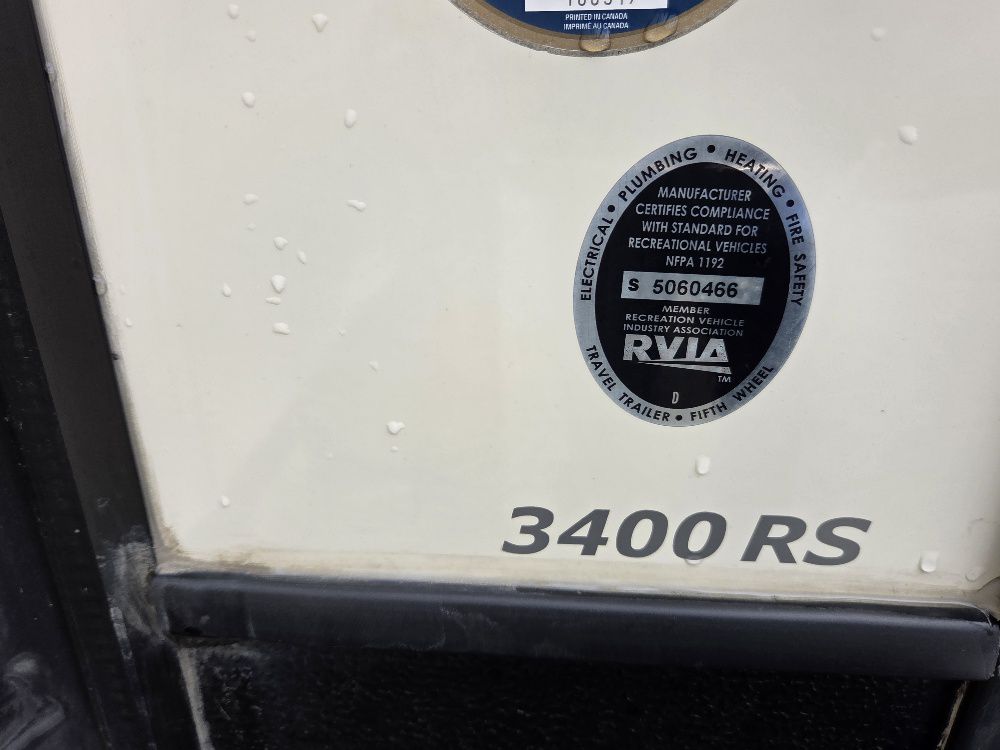 PRINTED IN CANADA
IMPRIMÉ AU CANADA
ELECTRICAL • PLUMBING • HEATING • FIRE SAFETY
MANUFACTURER
CERTIFIES COMPLIANCE
WITH STANDARD FOR
RECREATIONAL VEHICLES
NFPA 1192
S 5060466
MEMBER
RECREATION VEHICLE
INDUSTRY ASSOCIATION
RVIA
TM
D
TRAVEL TRAILER • FIFTH WHEEL
3400 RS